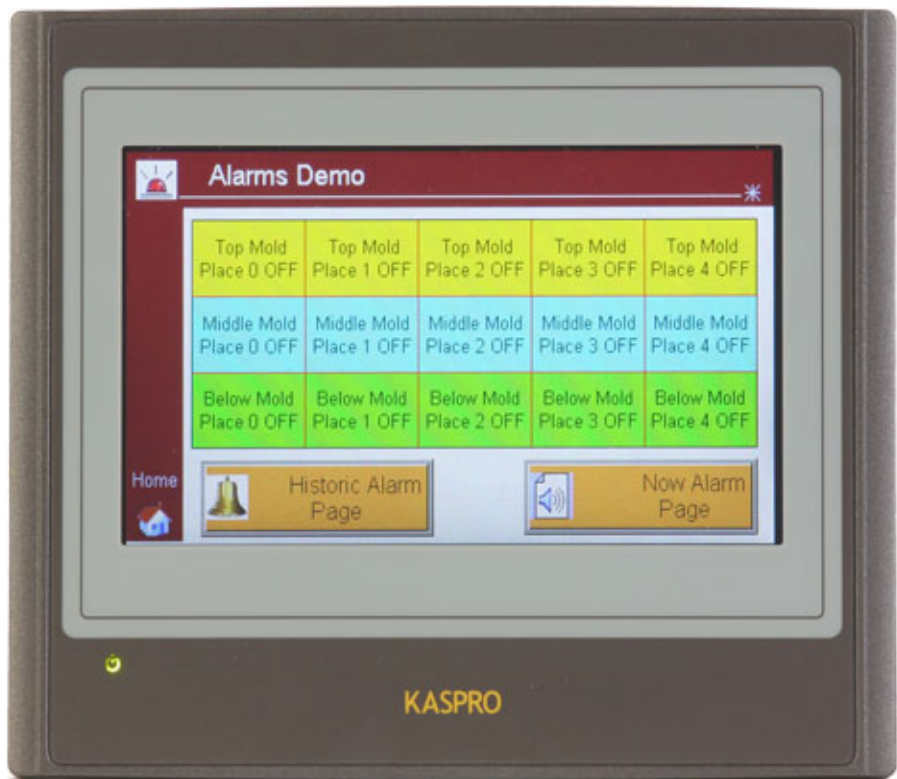 Alarms Demo
Top Mold Top Mold Top Mold Top Mold Top Mold
Place 0 OFF Place 1 OFF Place 2 OFF Place 3 OFF Place 4 OFF
Middle Mold Middle Mold Middle Mold Middle Mold Middle Mold
Place 0 OFF Place 1 OFF Place 2 OFF Place 3 OFF Place 4 OFF
Below Mold Below Mold Below Mold Below Mold Below Mold
Place 0 OFF Place 1 OFF Place 2 OFF Place 3 OFF Place 4 OFF
Home
Historic Alarm
Page
Now Alarm
Page
KASPRO